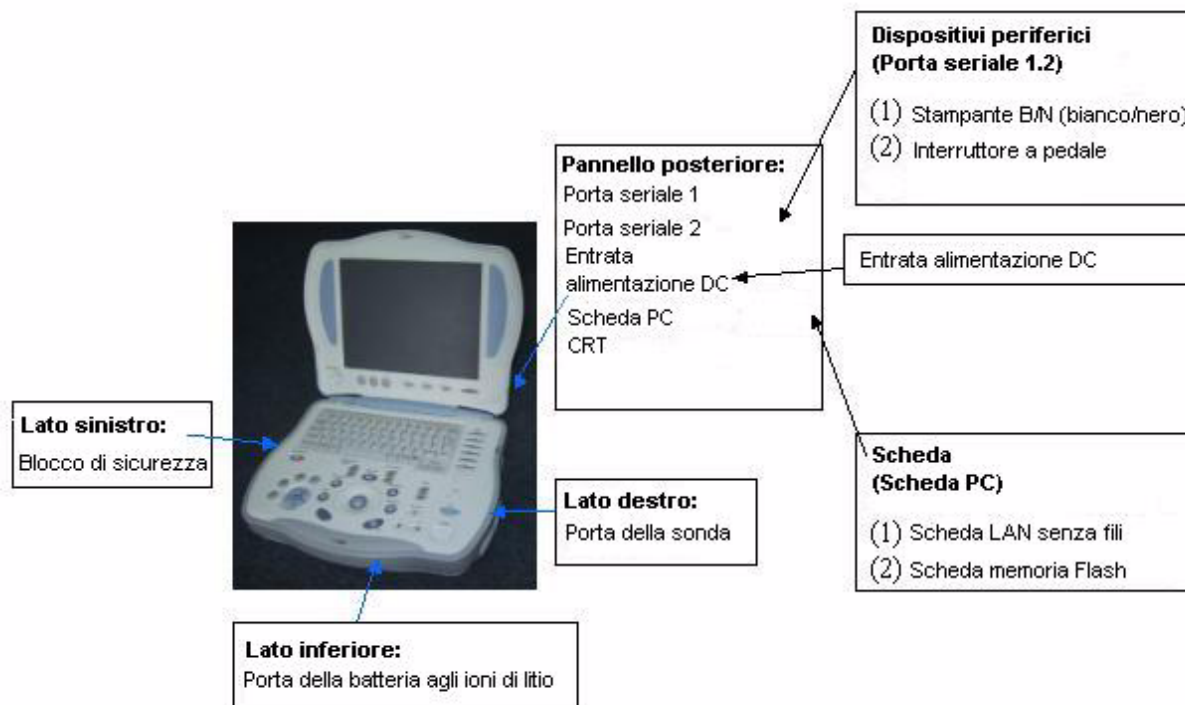 Dispositivi periferici
(Porta seriale 1.2)
(1) Stampante B/N (bianco/nero)
(2) Interruttore a pedale
Pannello posteriore:
Porta seriale 1
Porta seriale 2
Entrata
alimentazione DC
Scheda PC
CRT
Entrata alimentazione DC
Lato sinistro:
Blocco di sicurezza
Lato destro:
Porta della sonda
Scheda
(Scheda PC)
(1) Scheda LAN senza fili
(2) Scheda memoria Flash
Lato inferiore:
Porta della batteria agli ioni di litio